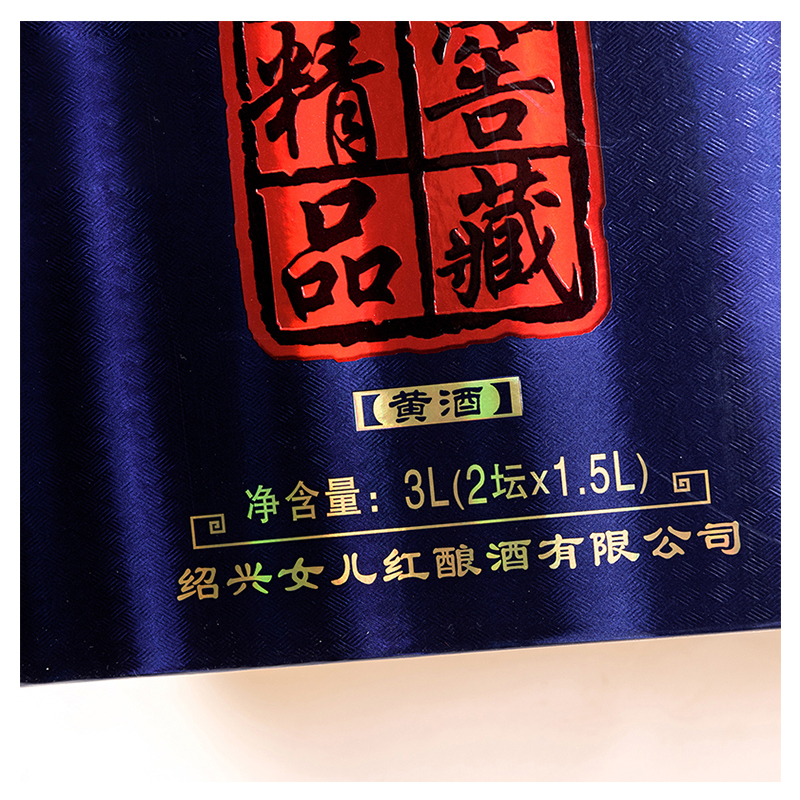 精 窖
品 藏
【黄酒】
净含量：3L(2坛x1.5L)
绍兴女儿红酿酒有限公司